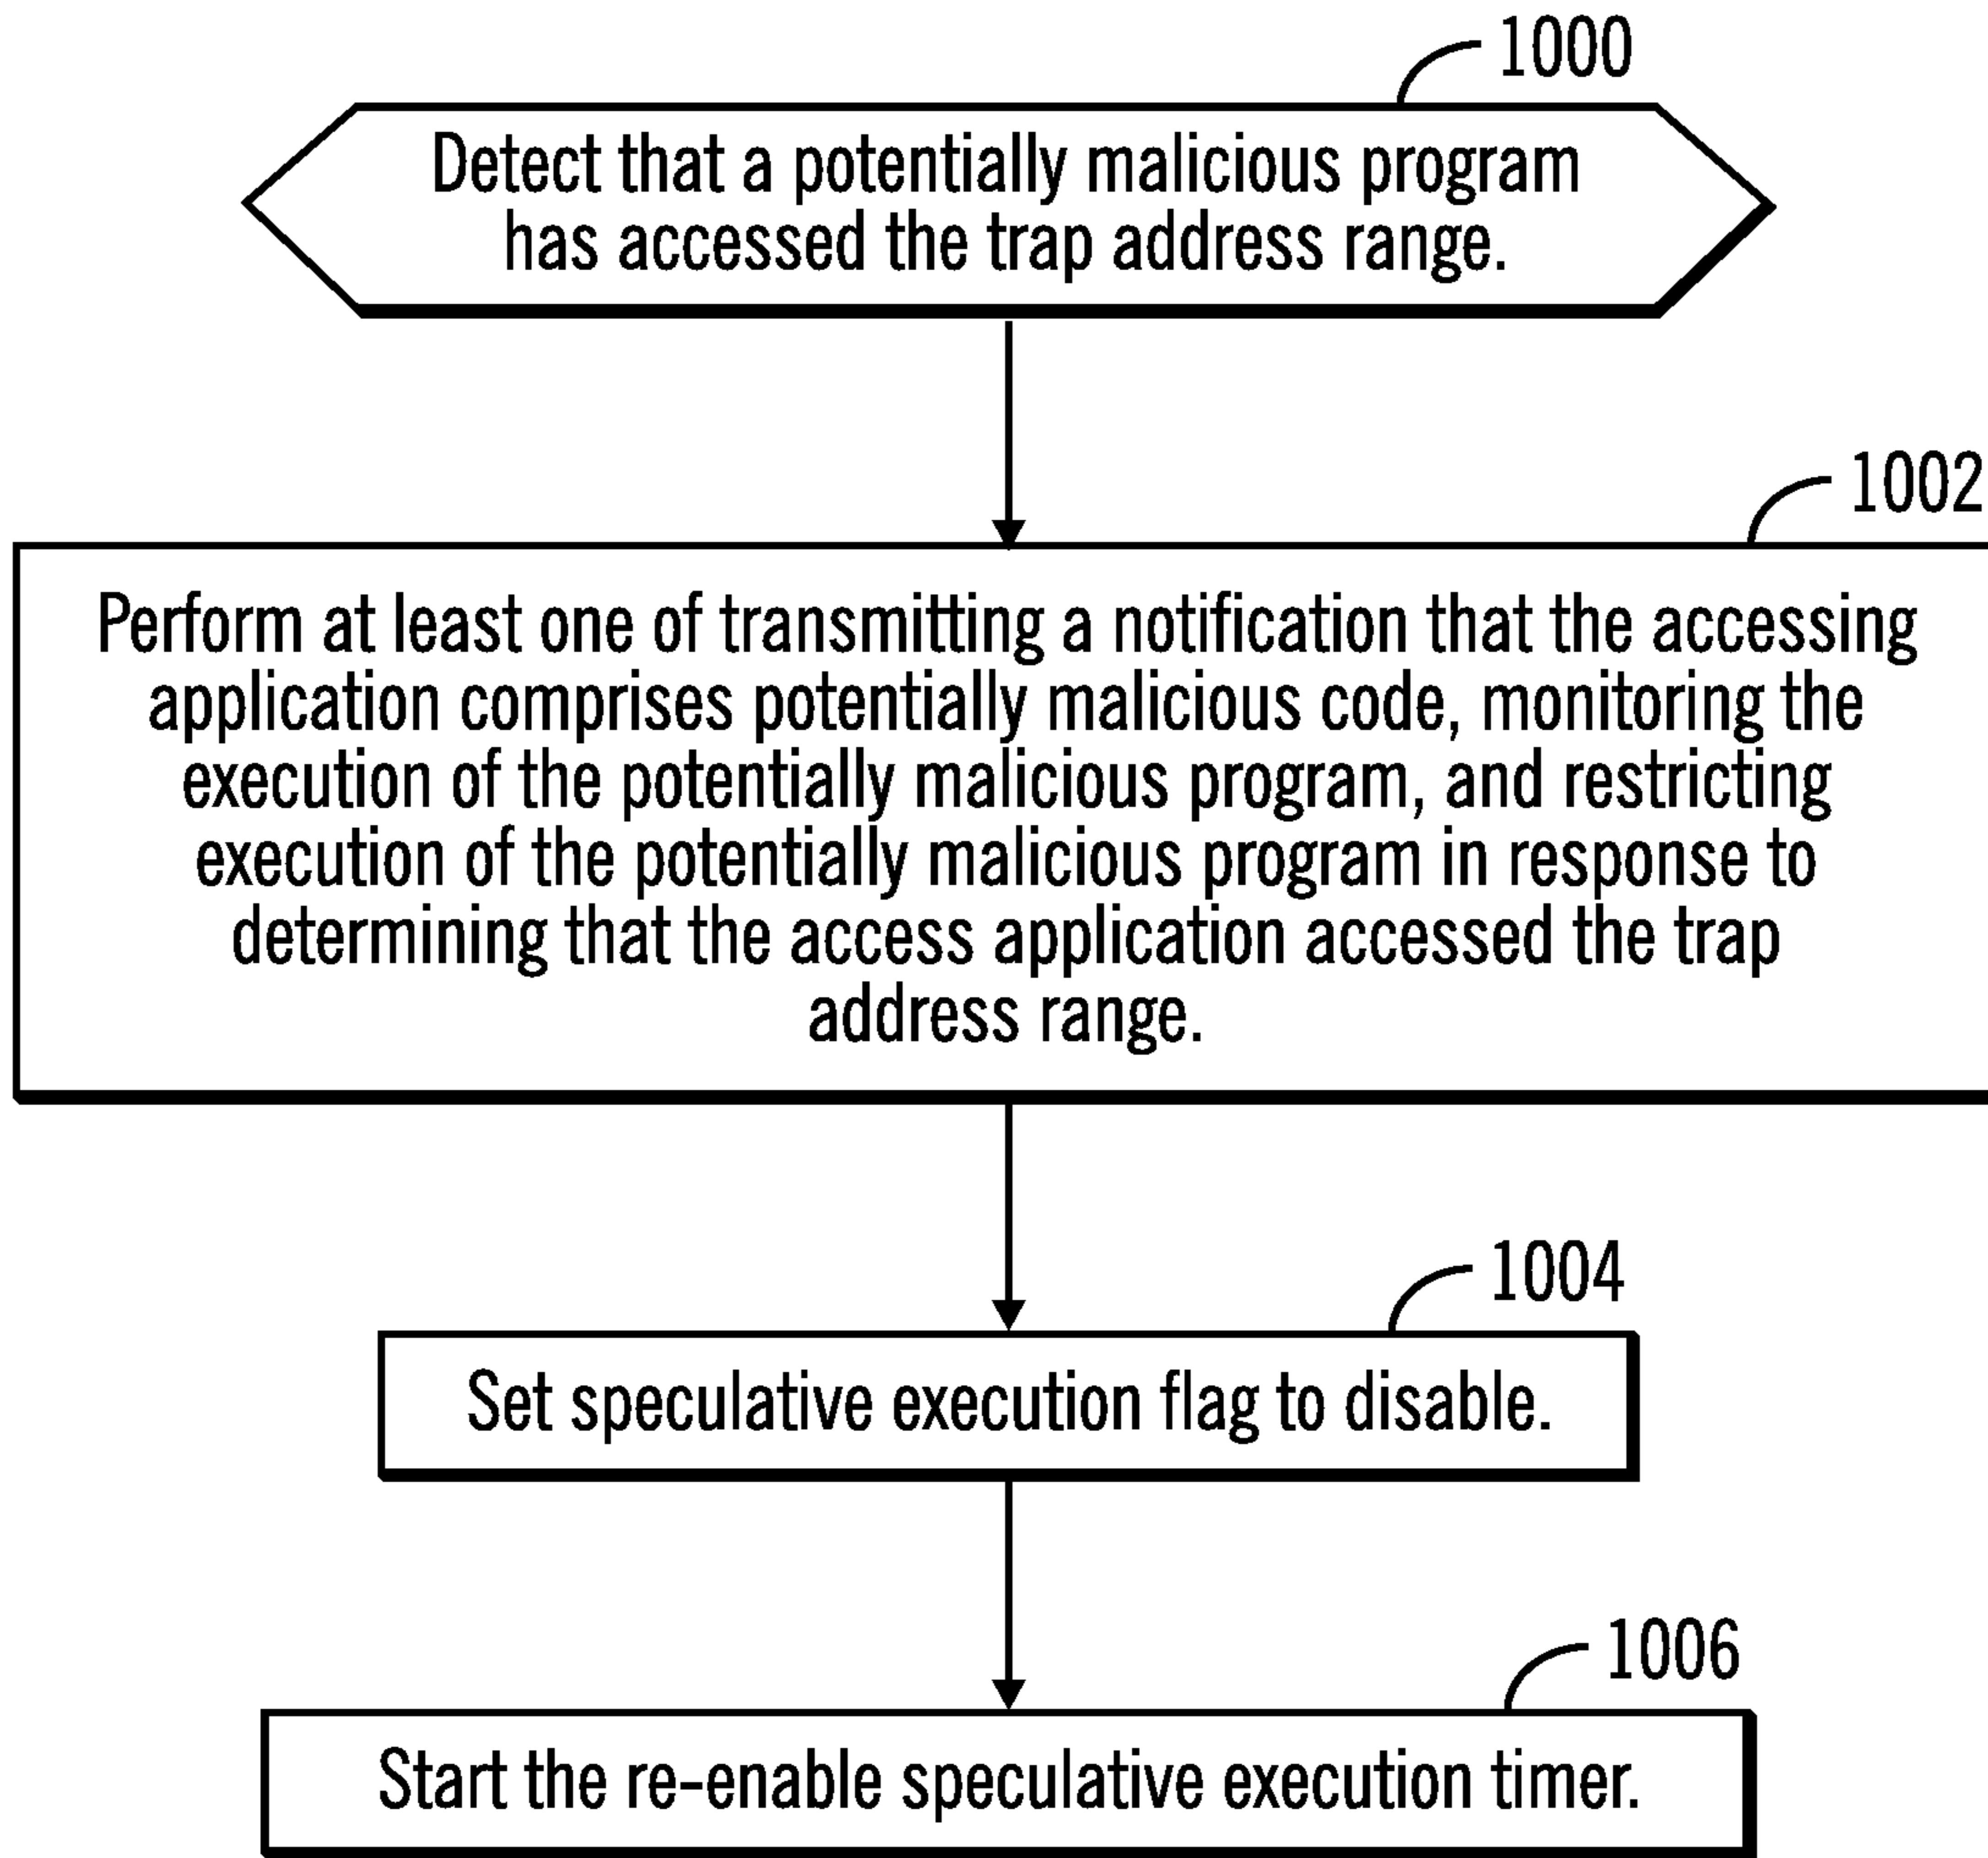 1000
Detect that a potentially malicious program
has accessed the trap address range.
1002
Perform at least one of transmitting a notification that the accessing
application comprises potentially malicious code, monitoring the
execution of the potentially malicious program, and restricting
execution of the potentially malicious program in response to
determining that the access application accessed the trap
address range.
1004
Set speculative execution flag to disable.
1006
Start the re-enable speculative execution timer.